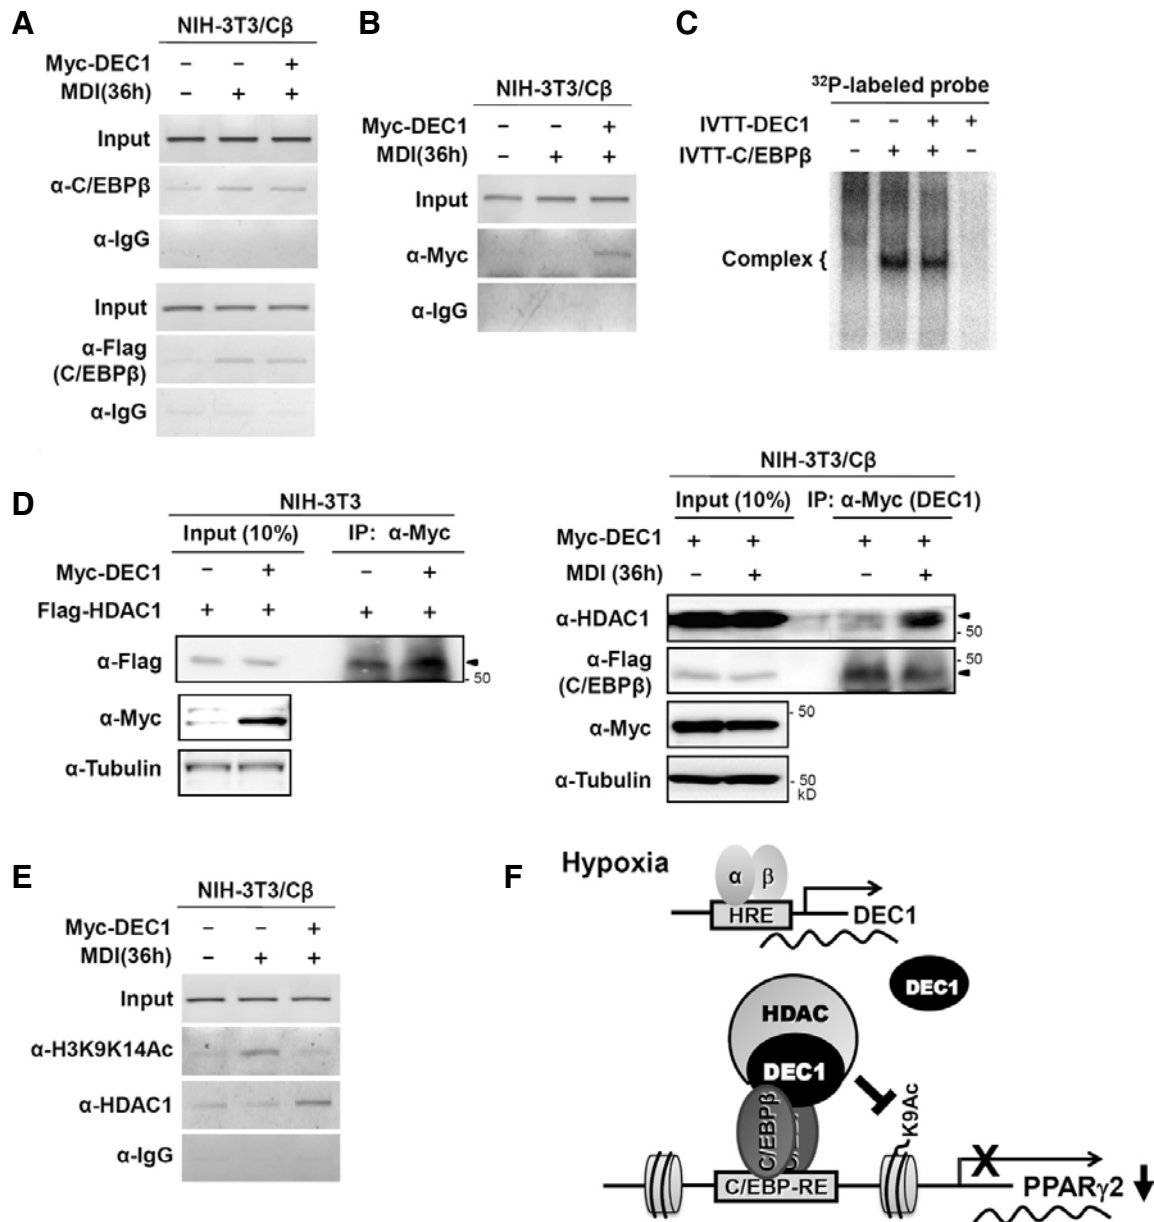 A
NIH-3T3/Cβ
Myc-DEC1 − − +
MDI(36h) − + +
Input
α-C/EBPβ
α-IgG
Input
α-Flag
(C/EBPβ)
α-IgG
B
NIH-3T3/Cβ
Myc-DEC1 − − +
MDI(36h) − + +
Input
α-Myc
α-IgG
C
32P-labeled probe
IVTT-DEC1 − − + +
IVTT-C/EBPβ − + + −
Complex {
D
NIH-3T3
Input (10%) IP: α-Myc
Myc-DEC1 − + − +
Flag-HDAC1 + + + +
α-Flag
- 50
α-Myc
α-Tubulin
NIH-3T3/Cβ
Input (10%) IP: α-Myc (DEC1)
Myc-DEC1 + + + +
MDI (36h) − + − +
α-HDAC1
- 50
α-Flag
(C/EBPβ)
- 50
α-Myc
- 50
α-Tubulin
- 50
kD
E
NIH-3T3/Cβ
Myc-DEC1 − − +
MDI(36h) − + +
Input
α-H3K9K14Ac
α-HDAC1
α-IgG
F
Hypoxia
α β
HRE
DEC1
DEC1
HDAC
DEC1
C/EBPβ
K9Ac
C/EBP-RE
X
PPARγ2